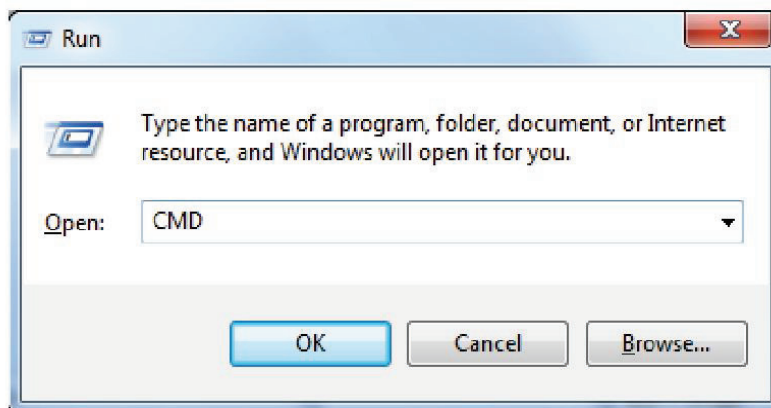 Run
Type the name of a program, folder, document, or Internet
resource, and Windows will open it for you.
Open: CMD
OK Cancel Browse...